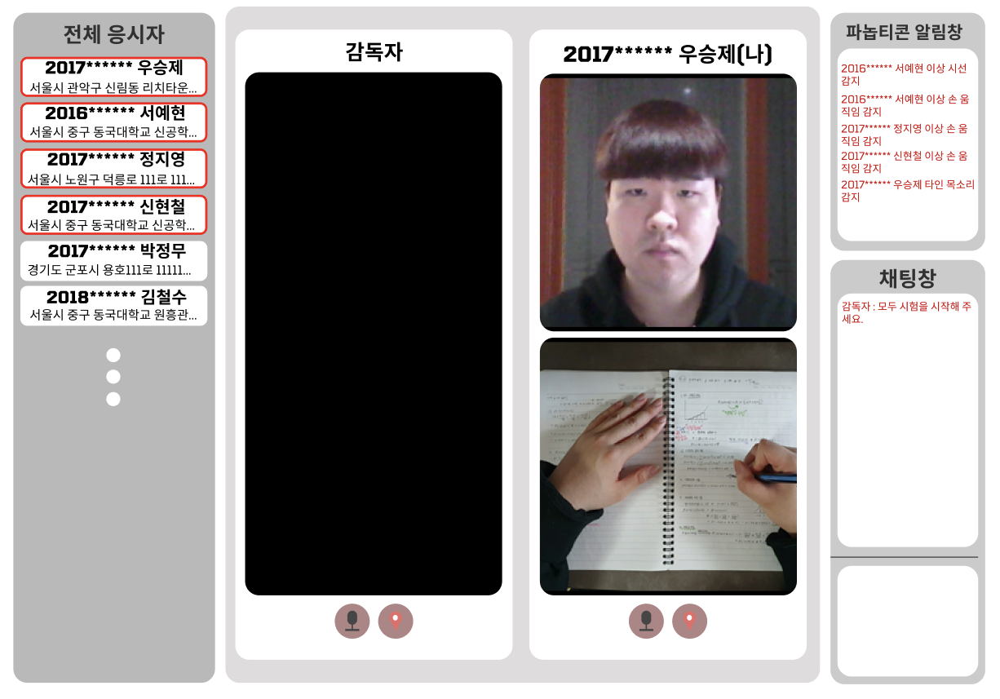 전체 응시자
2017****** 우승제
서울시 관악구 신림동 리치타운...
2016****** 서예현
서울시 중구 동국대학교 신공학...
2017****** 정지영
서울시 노원구 덕릉로 111로 111...
2017****** 신현철
서울시 중구 동국대학교 신공학...
2017****** 박정무
경기도 군포시 용호111로 11111...
2018****** 김철수
서울시 중구 동국대학교 원흥관...
감독자
2017****** 우승제(나)
파놉티콘 알림창
2016****** 서예현 이상 시선
감지
2016****** 서예현 이상 손 움
직임 감지
2017****** 정지영 이상 손 움
직임 감지
2017****** 신현철 이상 손 움
직임 감지
2017****** 우승제 타인 목소리
감지
채팅창
감독자 : 모두 시험을 시작해 주
세요.